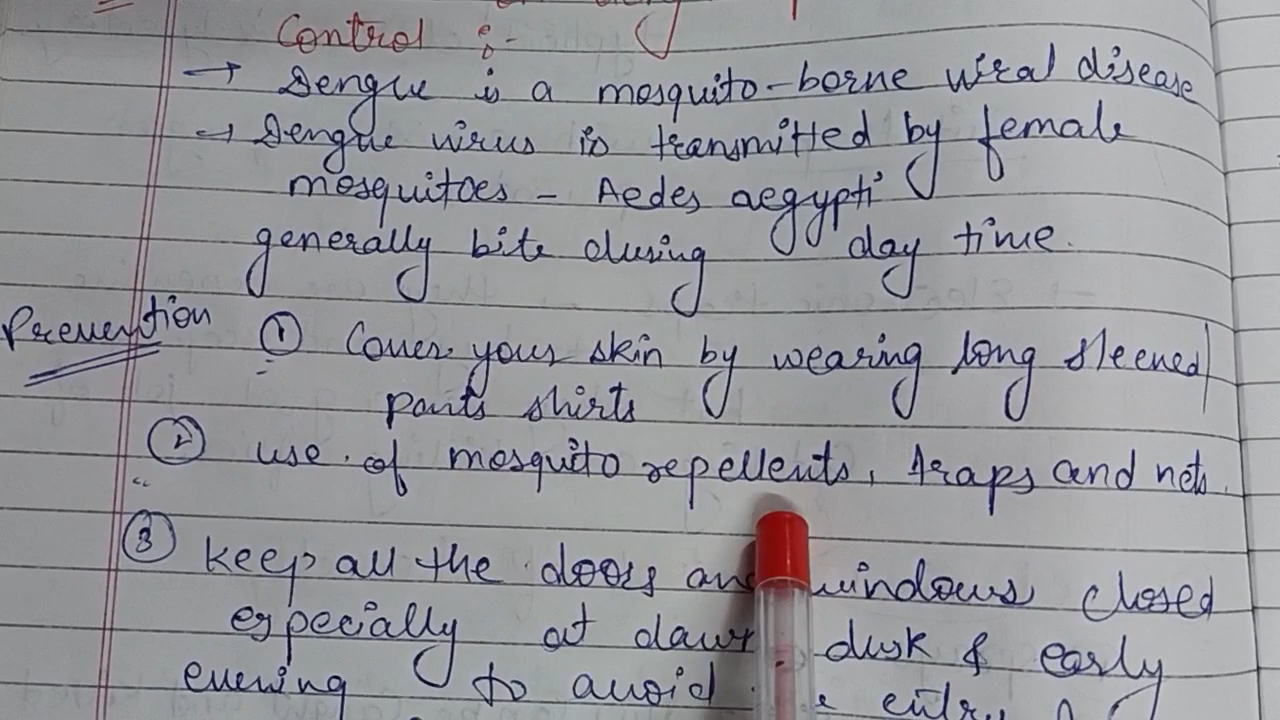 Control :-
→ Dengue is a mosquito-borne viral disease
→ Dengue virus is transmitted by female
mosquitoes - Aedes aegypti
generally bite during day time.
Prevention ① Cover your skin by wearing long sleeved
pants shirts
② use of mosquito repellents, traps and nets.
③ keep all the doors and windows closed
especially at dawn dusk & early
evening to avoid